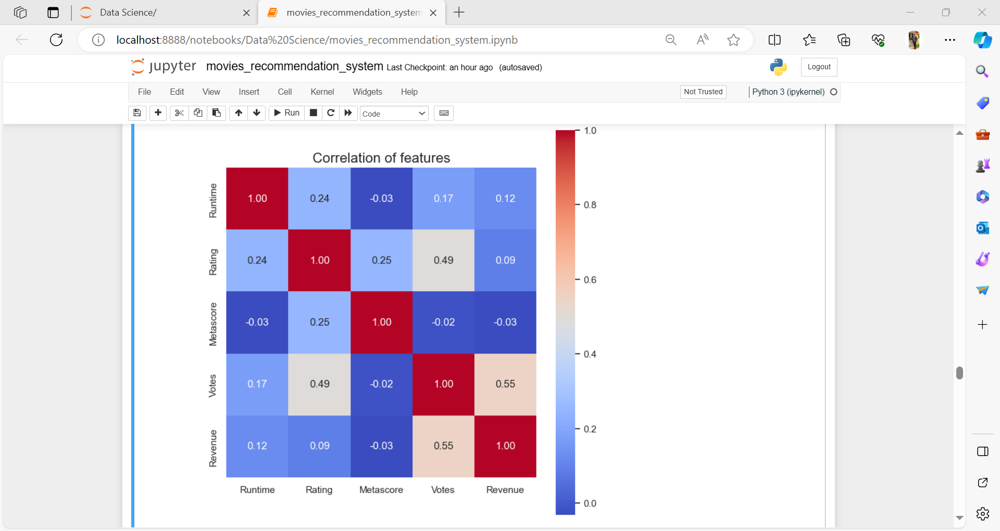 Data Science/
movies_recommendation_system
localhost:8888/notebooks/Data%20Science/movies_recommendation_system.ipynb
jupyter movies_recommendation_system Last Checkpoint: an hour ago (autosaved)
Logout
File Edit View Insert Cell Kernel Widgets Help
Not Trusted
Python 3 (ipykernel)
Run
Code
Correlation of features
Runtime 1.00 0.24 -0.03 0.17 0.12
Rating 0.24 1.00 0.25 0.49 0.09
Metascore -0.03 0.25 1.00 -0.02 -0.03
Votes 0.17 0.49 -0.02 1.00 0.55
Revenue 0.12 0.09 -0.03 0.55 1.00
Runtime Rating Metascore Votes Revenue
1.0
0.8
0.6
0.4
0.2
0.0